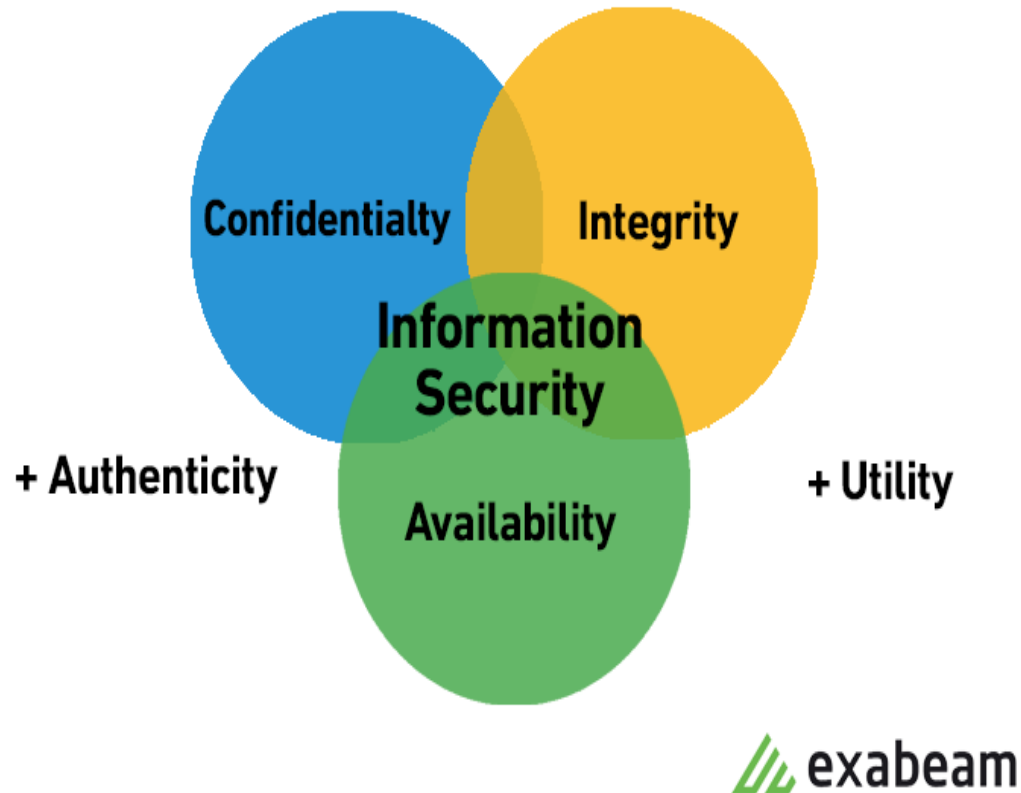 Confidentialty
Integrity
Information
Security
+ Authenticity
+ Utility
Availability
exabeam